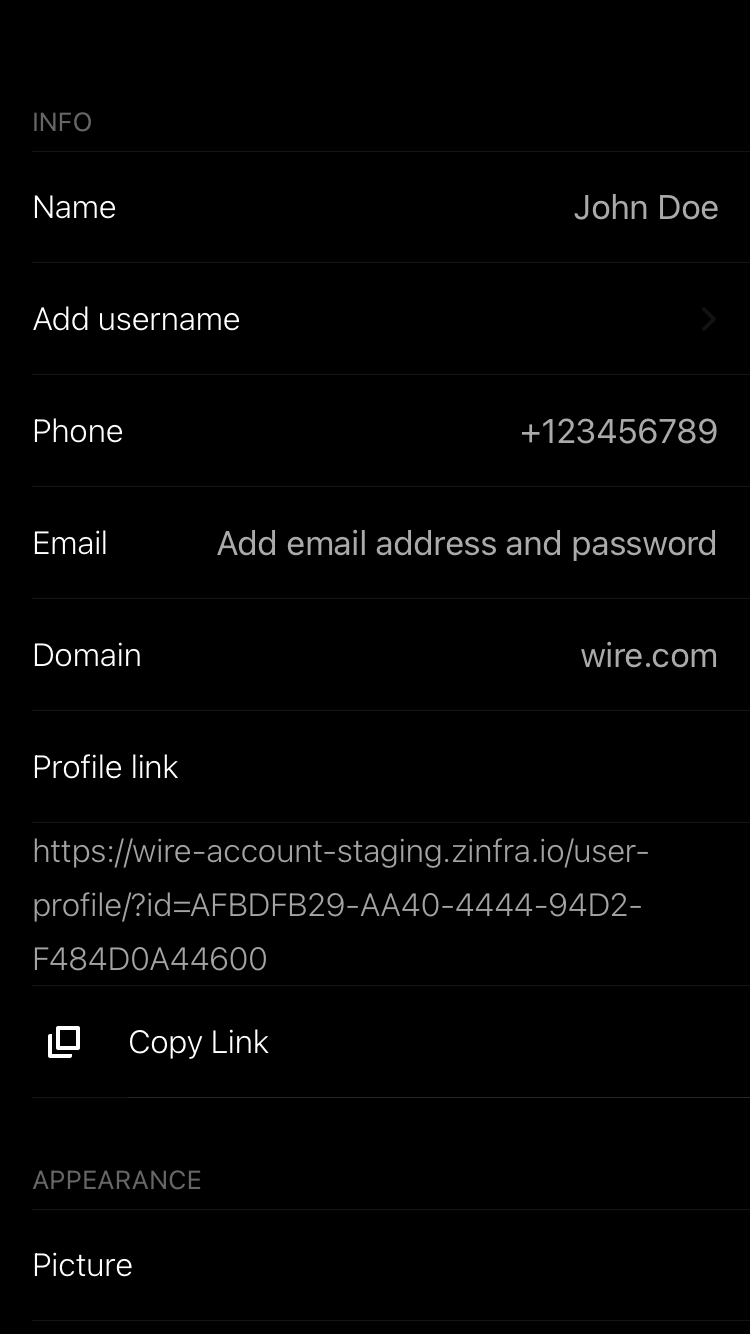 INFO
Name John Doe
Add username
Phone +123456789
Email Add email address and password
Domain wire.com
Profile link
https://wire-account-staging.zinfra.io/user-
profile/?id=AFBDFB29-AA40-4444-94D2-
F484D0A44600
Copy Link
APPEARANCE
Picture